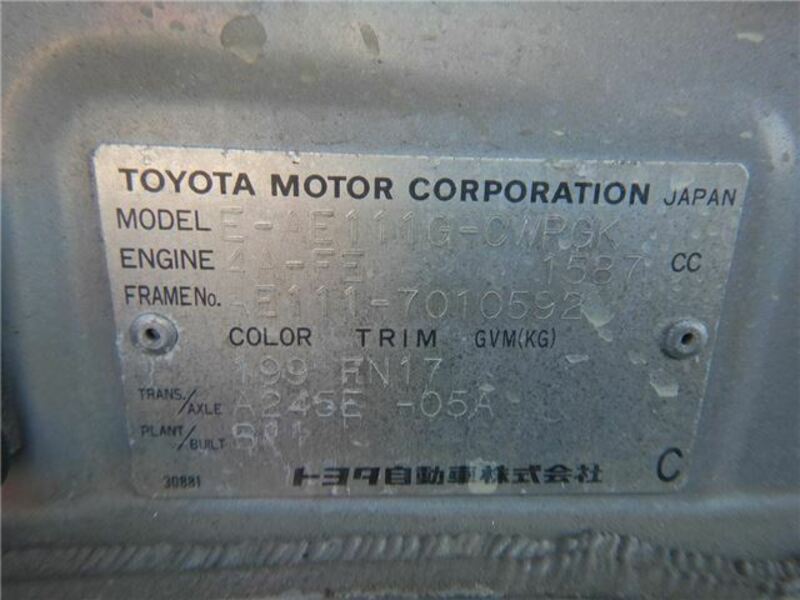 TOYOTA MOTOR CORPORATION JAPAN
MODEL E-AE111G-CWPGK
ENGINE 4A-FE 1587 CC
FRAME No. AE111-7010592
COLOR TRIM GVM(KG)
199 FN17
TRANS./AXLE A245E -05A
PLANT/BUILT
30881 トヨタ自動車株式会社 C